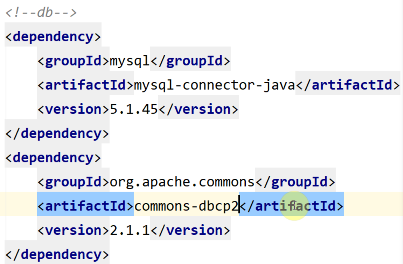 <!--db-->
<dependency>
<groupId>mysql</groupId>
<artifactId>mysql-connector-java</artifactId>
<version>5.1.45</version>
</dependency>
<dependency>
<groupId>org.apache.commons</groupId>
<artifactId>commons-dbcp2</artifactId>
<version>2.1.1</version>
</dependency>